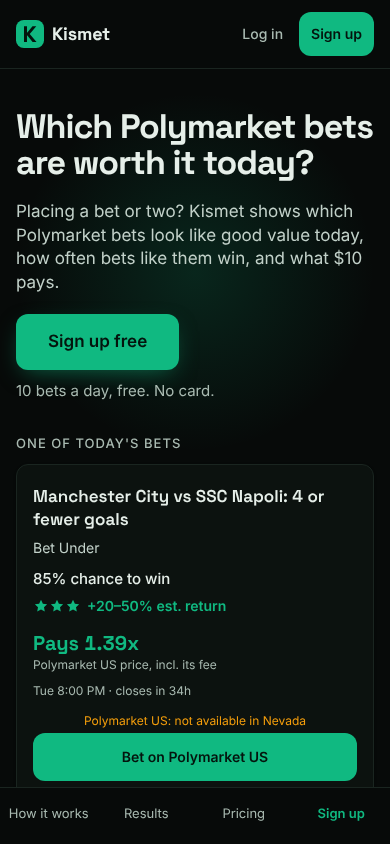 K Kismet
Log in
Sign up
Which Polymarket bets
are worth it today?
Placing a bet or two? Kismet shows which
Polymarket bets look like good value today,
how often bets like them win, and what $10
pays.
Sign up free
10 bets a day, free. No card.
ONE OF TODAY'S BETS
Manchester City vs SSC Napoli: 4 or
fewer goals
Bet Under
85% chance to win
★★★ +20–50% est. return
Pays 1.39x
Polymarket US price, incl. its fee
Tue 8:00 PM · closes in 34h
Polymarket US: not available in Nevada
Bet on Polymarket US
How it works
Results
Pricing
Sign up